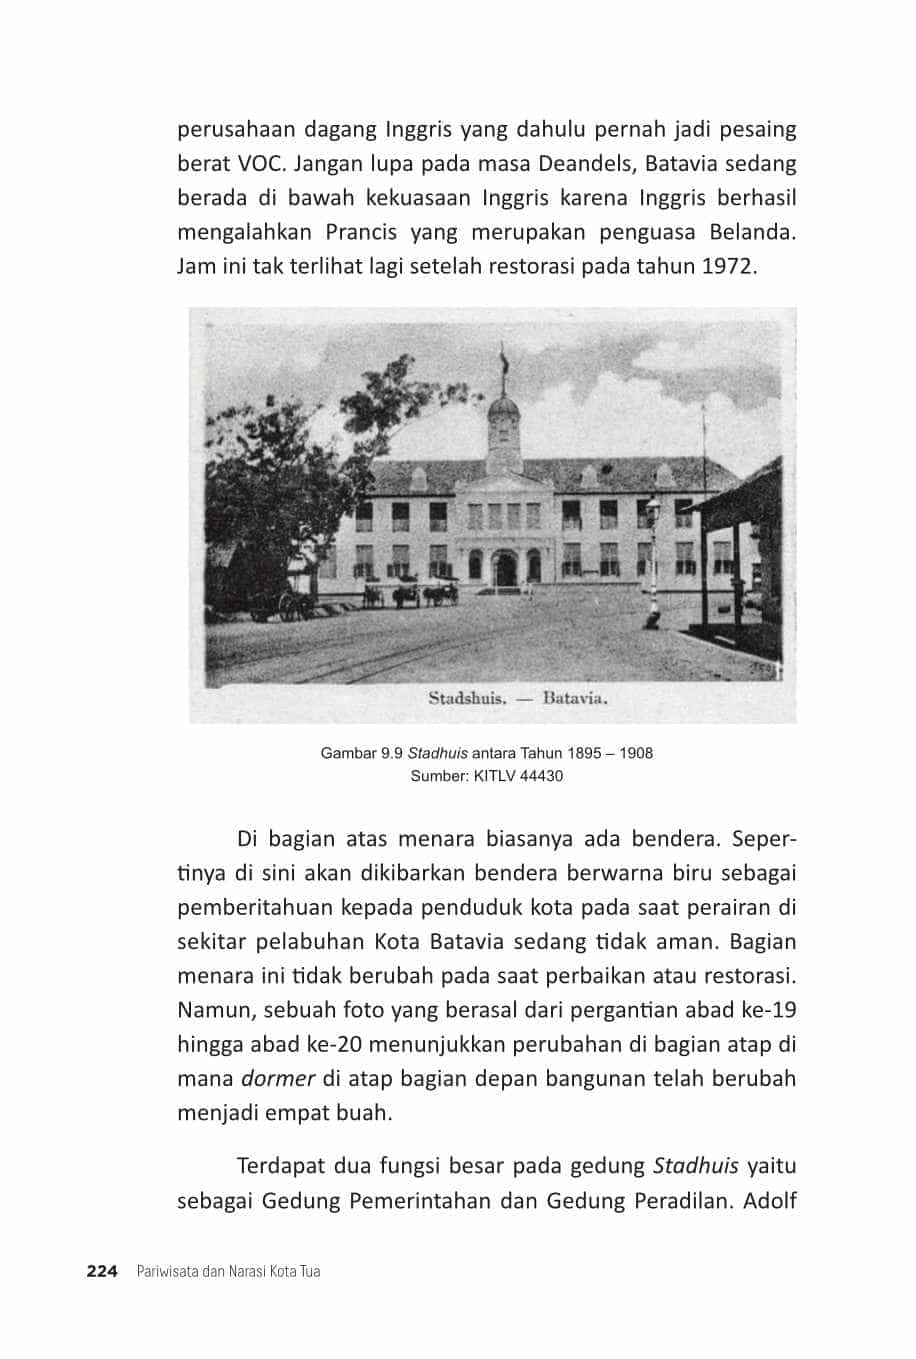 perusahaan dagang Inggris yang dahulu pernah jadi pesaing
berat VOC. Jangan lupa pada masa Deandels, Batavia sedang
berada di bawah kekuasaan Inggris karena Inggris berhasil
mengalahkan Prancis yang merupakan penguasa Belanda.
Jam ini tak terlihat lagi setelah restorasi pada tahun 1972.
Stadshuis. — Batavia.
Gambar 9.9 Stadhuis antara Tahun 1895 – 1908
Sumber: KITLV 44430
Di bagian atas menara biasanya ada bendera. Seper-
tinya di sini akan dikibarkan bendera berwarna biru sebagai
pemberitahuan kepada penduduk kota pada saat perairan di
sekitar pelabuhan Kota Batavia sedang tidak aman. Bagian
menara ini tidak berubah pada saat perbaikan atau restorasi.
Namun, sebuah foto yang berasal dari pergantian abad ke-19
hingga abad ke-20 menunjukkan perubahan di bagian atap di
mana dormer di atap bagian depan bangunan telah berubah
menjadi empat buah.
Terdapat dua fungsi besar pada gedung Stadhuis yaitu
sebagai Gedung Pemerintahan dan Gedung Peradilan. Adolf
224 Pariwisata dan Narasi Kota Tua